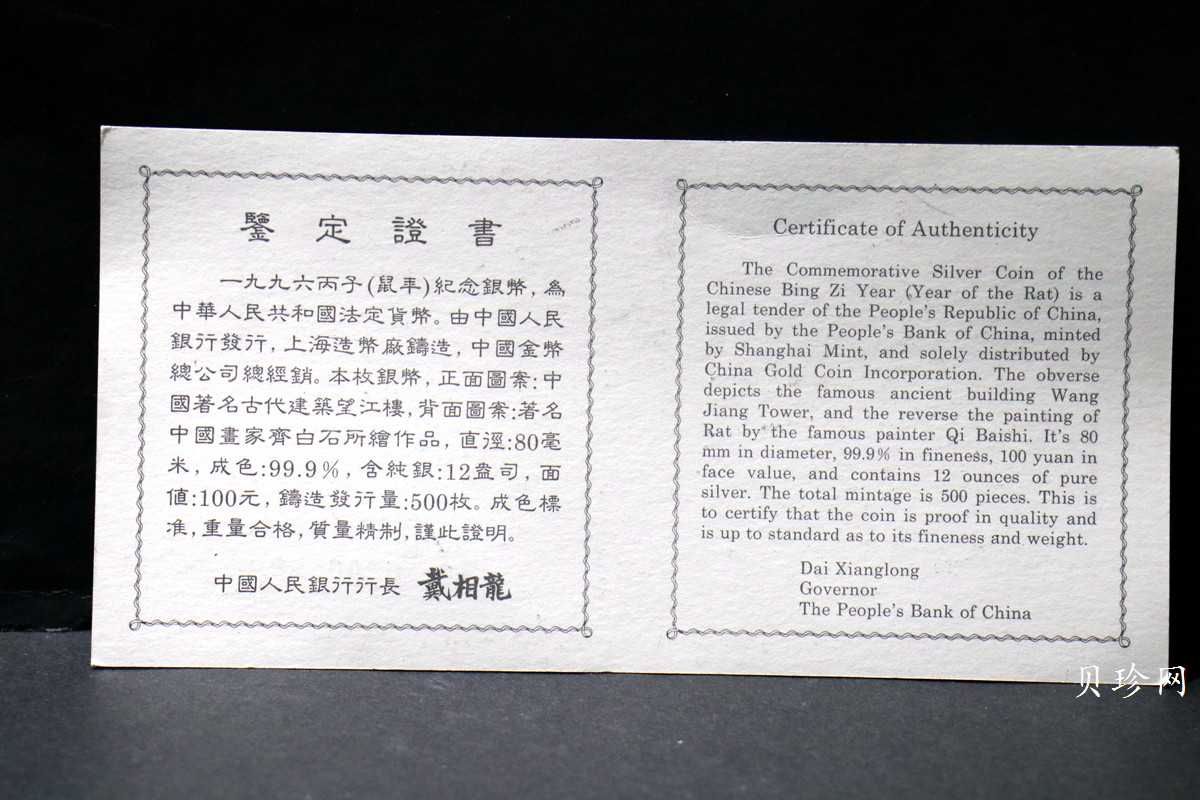 鑒定證書
一九九六丙子(鼠年)紀念銀幣,為
中華人民共和國法定貨幣。由中國人民
銀行發行,上海造幣廠鑄造,中國金幣
總公司總經銷。本枚銀幣,正面圖案:中
國著名古代建築望江樓,背面圖案:著名
中國畫家齊白石所繪作品,直徑:80毫
米,成色:99.9%,含純銀:12盎司,面
值:100元,鑄造發行量:500枚。成色標
准,重量合格,質量精制,謹此證明。
中國人民銀行行長 戴相龍
Certificate of Authenticity
The Commemorative Silver Coin of the
Chinese Bing Zi Year (Year of the Rat) is a
legal tender of the People's Republic of China,
issued by the People's Bank of China, minted
by Shanghai Mint, and solely distributed by
China Gold Coin Incorporation. The obverse
depicts the famous ancient building Wang
Jiang Tower, and the reverse the painting of
Rat by the famous painter Qi Baishi. It's 80
mm in diameter, 99.9% in fineness, 100 yuan in
face value, and contains 12 ounces of pure
silver. The total mintage is 500 pieces. This is
to certify that the coin is proof in quality and
is up to standard as to its fineness and weight.
Dai Xianglong
Governor
The People's Bank of China
贝珍网